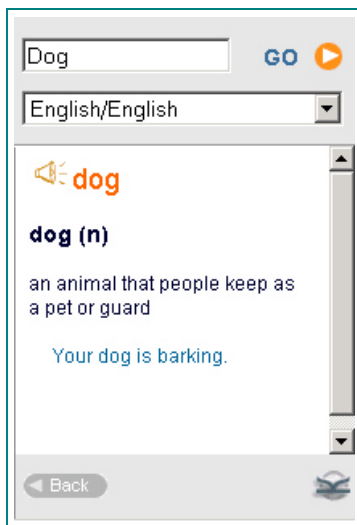 Dog GO
English/English
dog
dog (n)
an animal that people keep as
a pet or guard
Your dog is barking.
Back